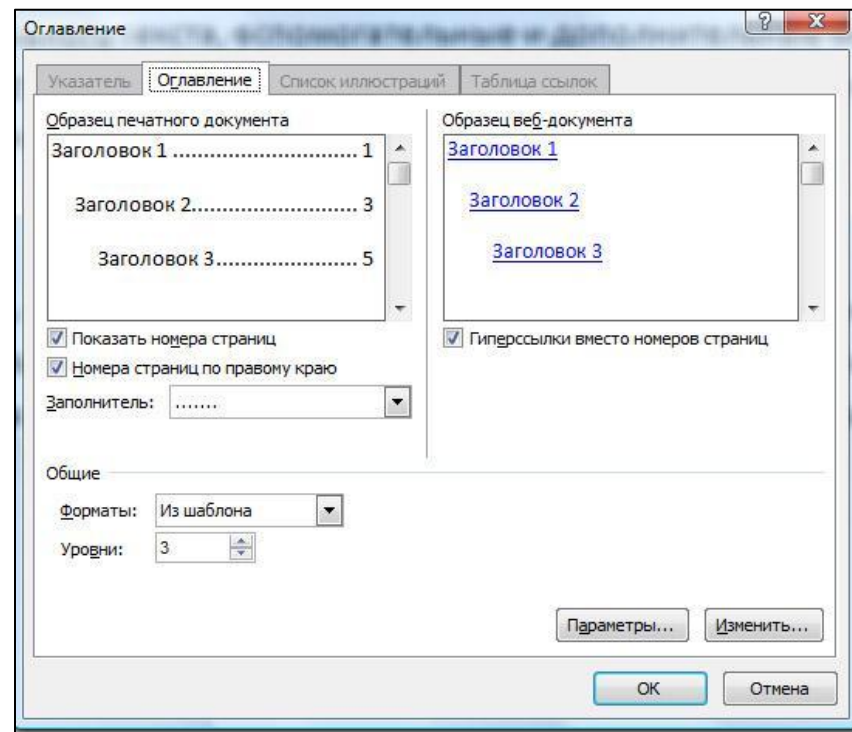 Оглавление
Указатель Оглавление Список иллюстраций Таблица ссылок
Образец печатного документа
Заголовок 1 .................................. 1
Заголовок 2............................. 3
Заголовок 3......................... 5
Показать номера страниц
Номера страниц по правому краю
Заполнитель: .......
Образец веб-документа
Заголовок 1
Заголовок 2
Заголовок 3
Гиперссылки вместо номеров страниц
Общие
Форматы: Из шаблона
Уровни: 3
Параметры... Изменить...
ОК Отмена